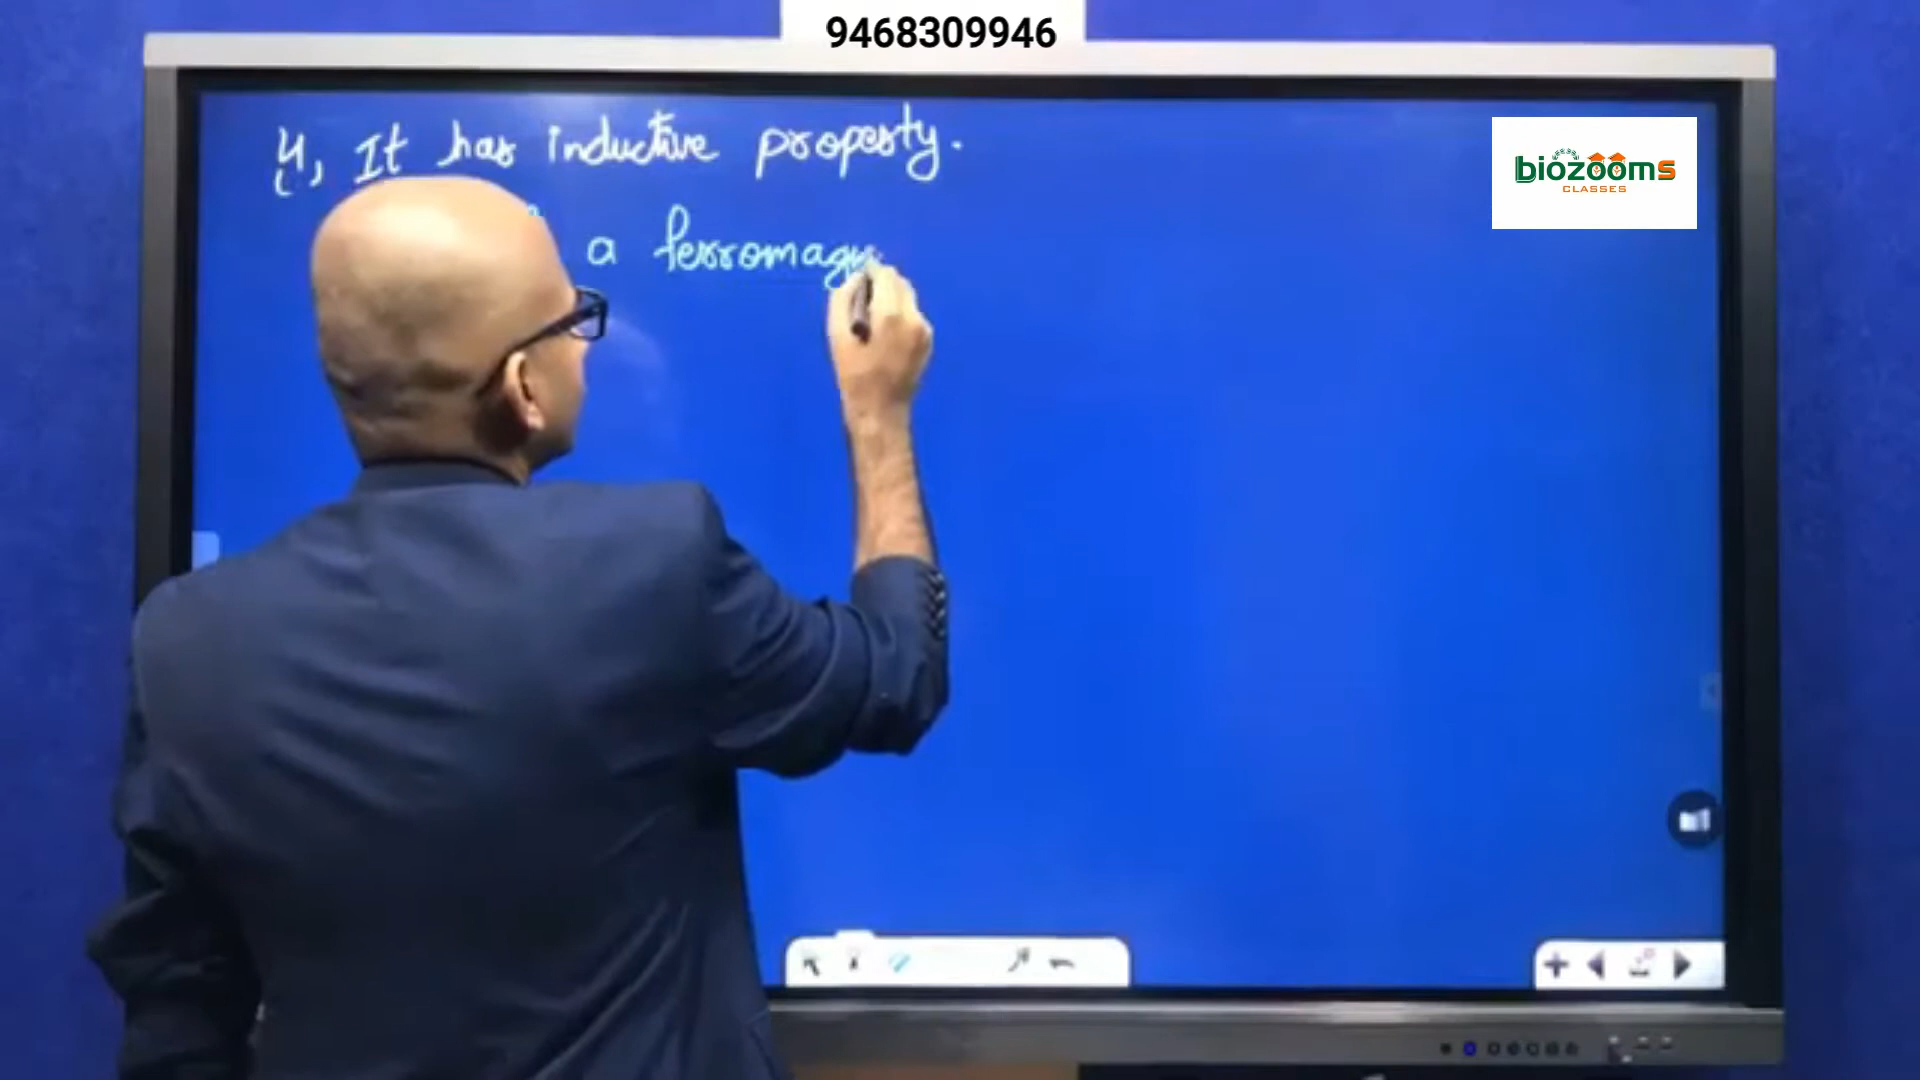 9468309946
4, It has inductive property.
a ferromagn
biozooms
CLASSES